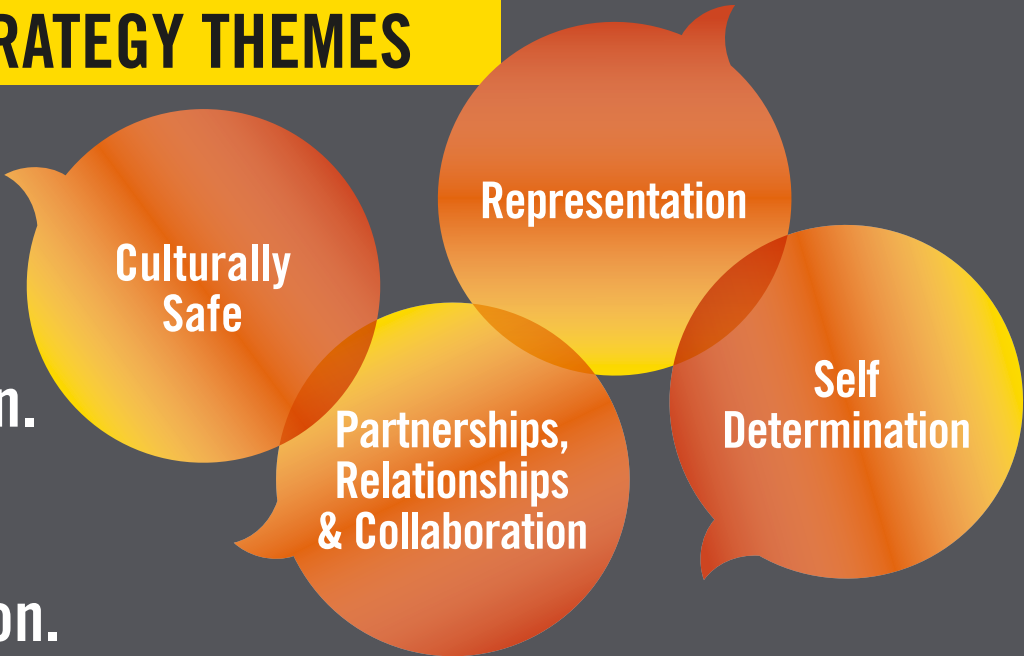 RATEGY THEMES
Representation
Culturally
Safe
Self
Determination
n.
Partnerships,
Relationships
& Collaboration
on.